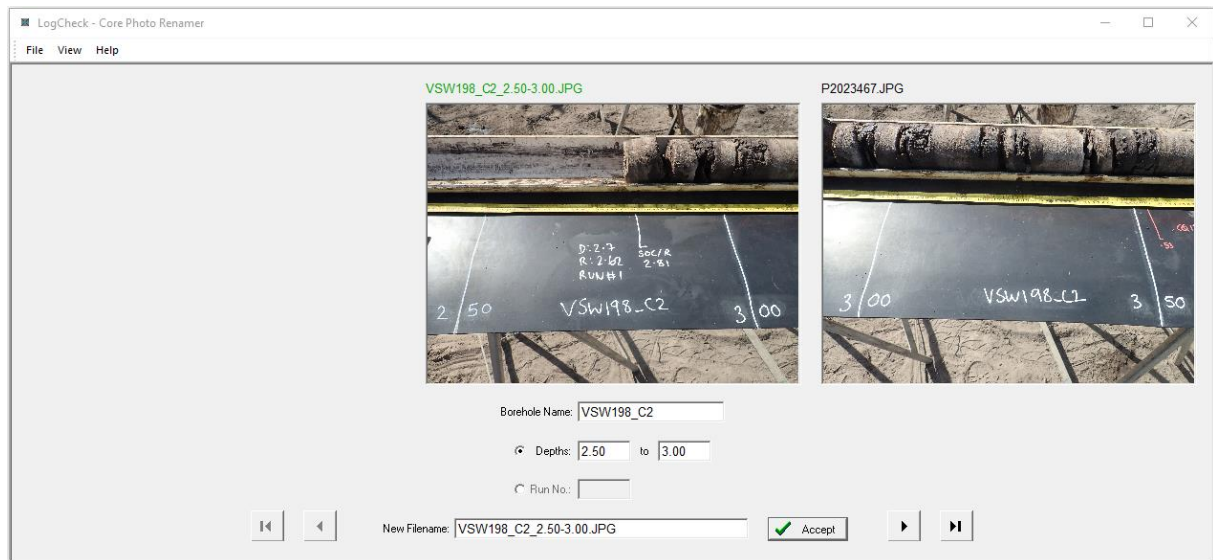 LogCheck - Core Photo Renamer
File View Help
VSW198_C2_2.50-3.00.JPG
P2023467.JPG
D:2.7
R:2.62
RUN#1
SOC/R
2.81
2 50
VSW198_C2
3 00
3 00
VSW198_C2
3 50
Borehole Name: VSW198_C2
Depths: 2.50 to 3.00
Run No.:
New Filename: VSW198_C2_2.50-3.00.JPG
Accept